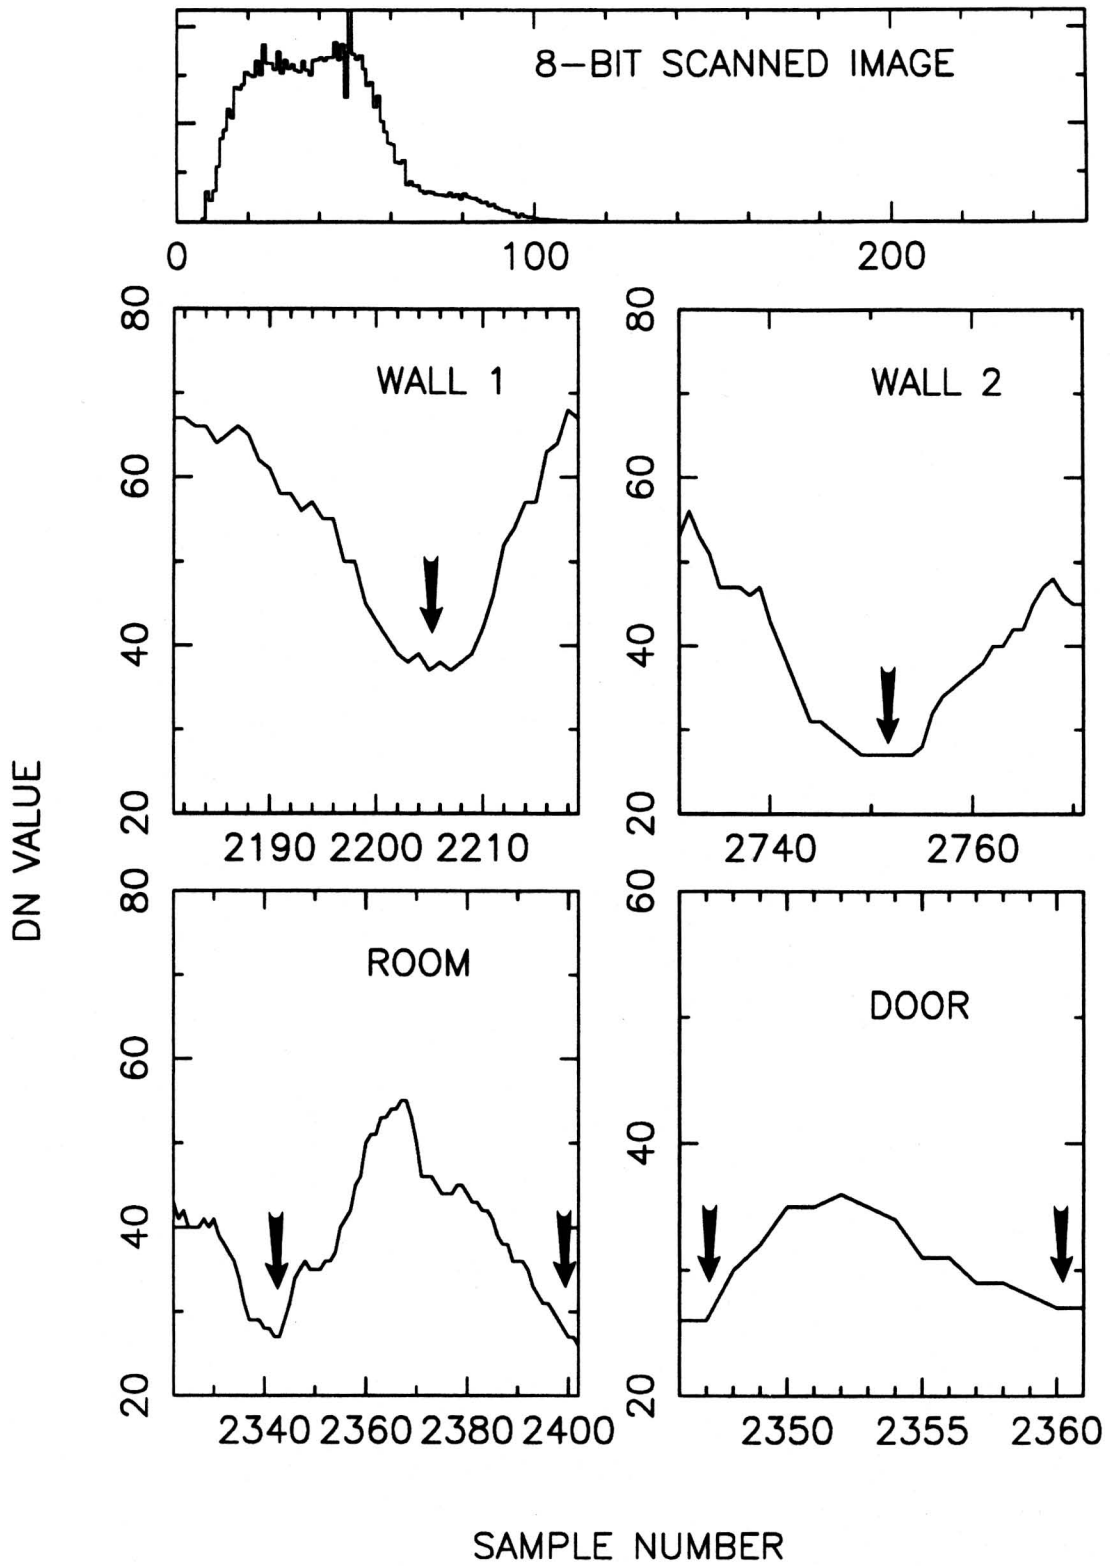 8-BIT SCANNED IMAGE
0 100 200
80 60 40 20
WALL 1
2190 2200 2210
80 60 40 20
WALL 2
2740 2760
DN VALUE
80 60 40 20
ROOM
2340 2360 2380 2400
60 40 20
DOOR
2350 2355 2360
SAMPLE NUMBER